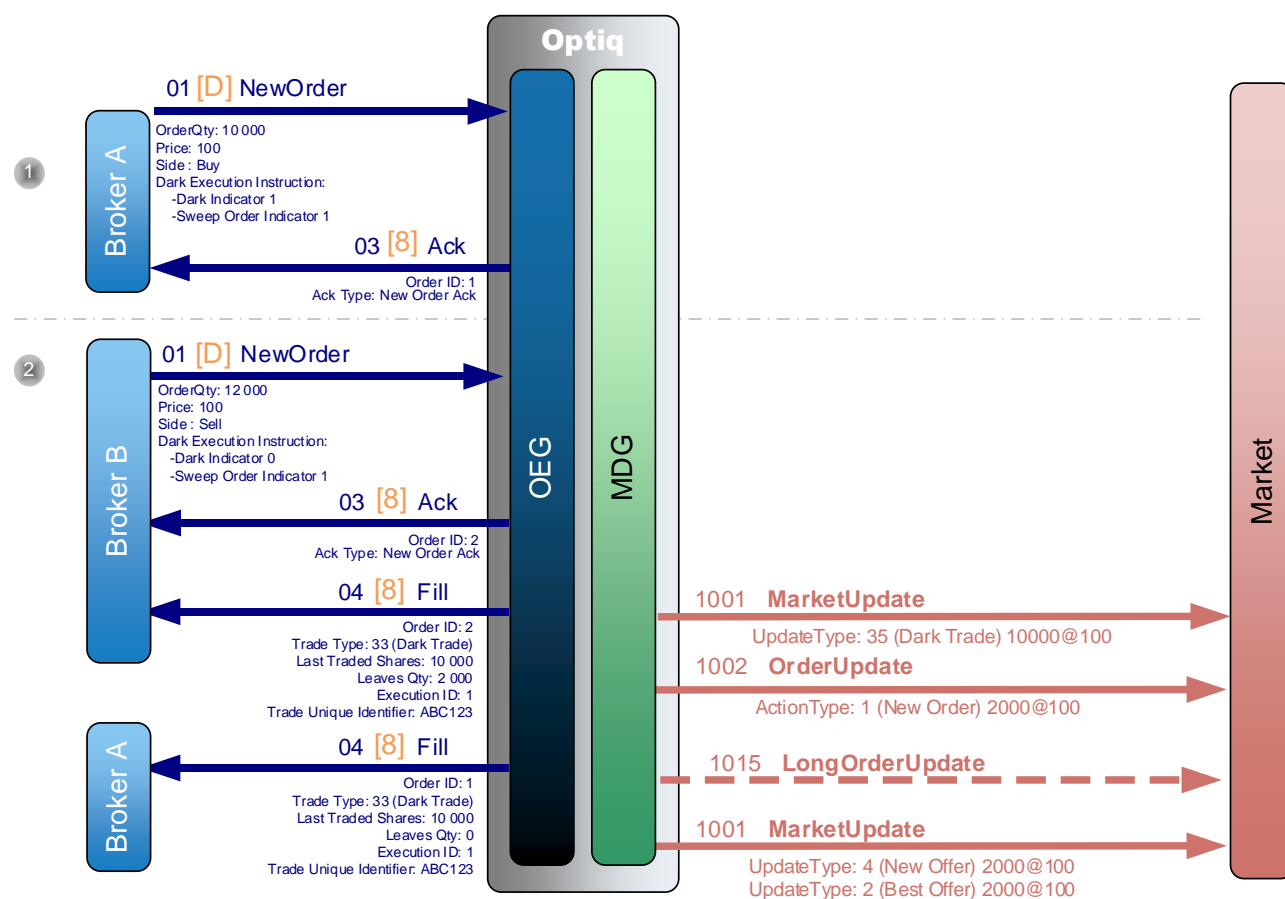 Optiq
01 [D] NewOrder
OrderQty: 10 000
Price: 100
Side : Buy
Dark Execution Instruction:
-Dark Indicator 1
-Sweep Order Indicator 1
Broker A
1
03 [8] Ack
Order ID: 1
Ack Type: New Order Ack
2
01 [D] NewOrder
OrderQty: 12 000
Price: 100
Side : Sell
Dark Execution Instruction:
-Dark Indicator 0
-Sweep Order Indicator 1
Broker B
03 [8] Ack
Order ID: 2
Ack Type: New Order Ack
04 [8] Fill
Order ID: 2
Trade Type: 33 (Dark Trade)
Last Traded Shares: 10 000
Leaves Qty: 2 000
Execution ID: 1
Trade Unique Identifier: ABC123
Broker A
04 [8] Fill
Order ID: 1
Trade Type: 33 (Dark Trade)
Last Traded Shares: 10 000
Leaves Qty: 0
Execution ID: 1
Trade Unique Identifier: ABC123
OEG
MDG
1001 MarketUpdate
UpdateType: 35 (Dark Trade) 10000@100
1002 OrderUpdate
ActionType: 1 (New Order) 2000@100
1015 LongOrderUpdate
1001 MarketUpdate
UpdateType: 4 (New Offer) 2000@100
UpdateType: 2 (Best Offer) 2000@100
Market